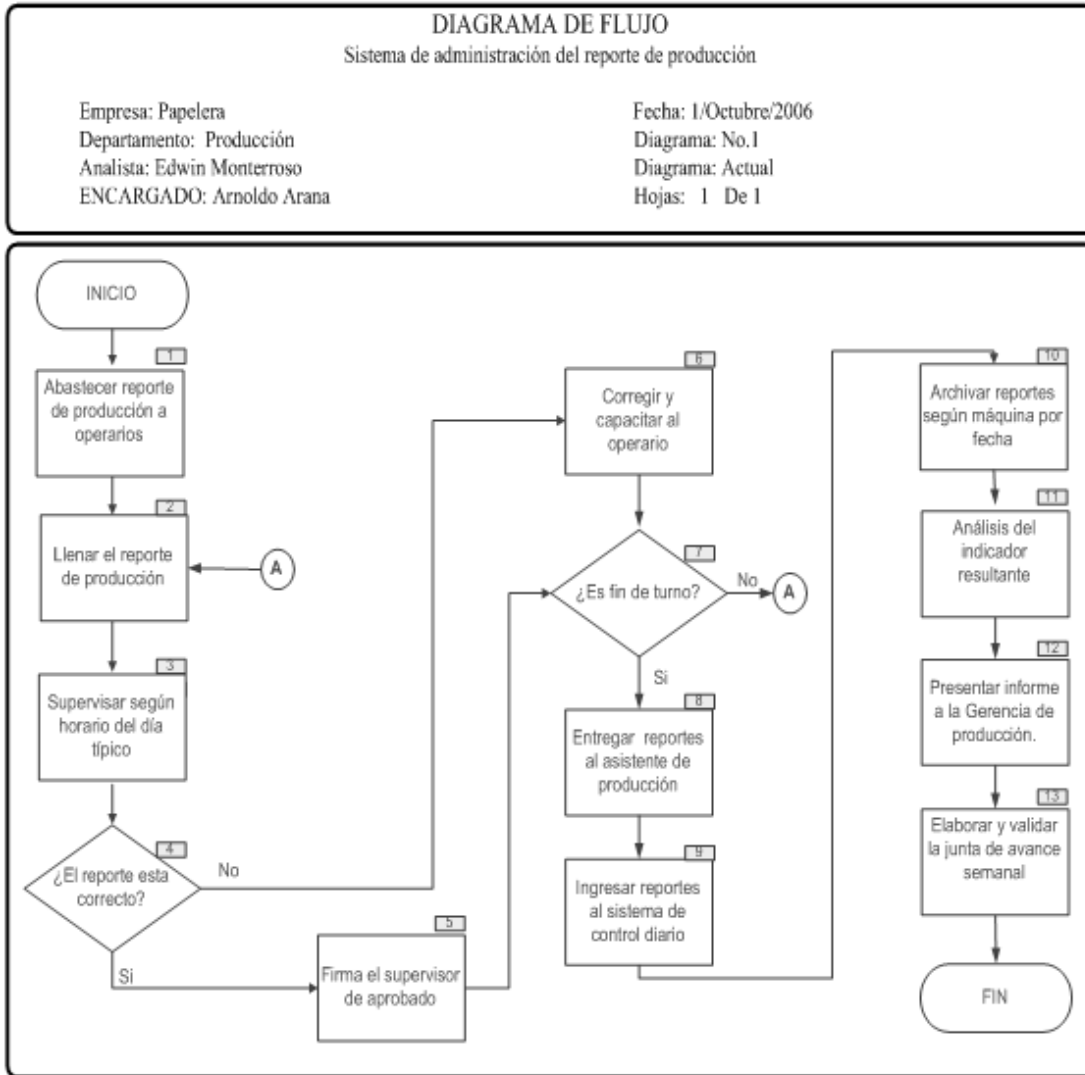 DIAGRAMA DE FLUJO
Sistema de administración del reporte de producción
Empresa: Papelera
Fecha: 1/Octubre/2006
Departamento: Producción
Diagrama: No.1
Analista: Edwin Monterroso
Diagrama: Actual
ENCARGADO: Arnoldo Arana
Hojas: 1 De 1
INICIO
1
Abastecer reporte
de producción a
operarios
2
Llenar el reporte
de producción
A
3
Supervisar según
horario del día
típico
4
¿El reporte esta
correcto?
No
Si
5
Firma el supervisor
de aprobado
6
Corregir y
capacitar al
operario
7
¿Es fin de turno?
No
A
Si
8
Entregar reportes
al asistente de
producción
9
Ingresar reportes
al sistema de
control diario
10
Archivar reportes
según máquina por
fecha
11
Análisis del
indicador
resultante
12
Presentar informe
a la Gerencia de
producción.
13
Elaborar y validar
la junta de avance
semanal
FIN